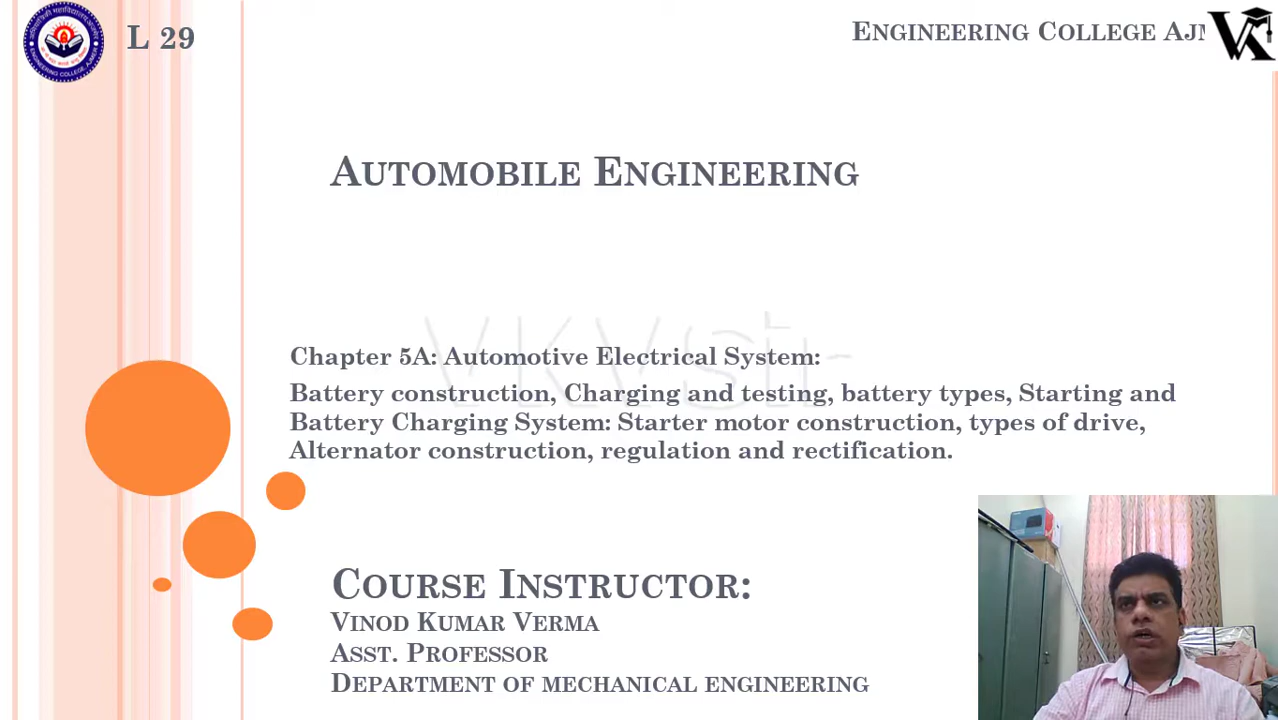 L 29
ENGINEERING COLLEGE
AUTOMOBILE ENGINEERING
Chapter 5A: Automotive Electrical System:
Battery construction, Charging and testing, battery types, Starting and
Battery Charging System: Starter motor construction, types of drive,
Alternator construction, regulation and rectification.
COURSE INSTRUCTOR:
VINOD KUMAR VERMA
ASST. PROFESSOR
DEPARTMENT OF MECHANICAL ENGINEERING